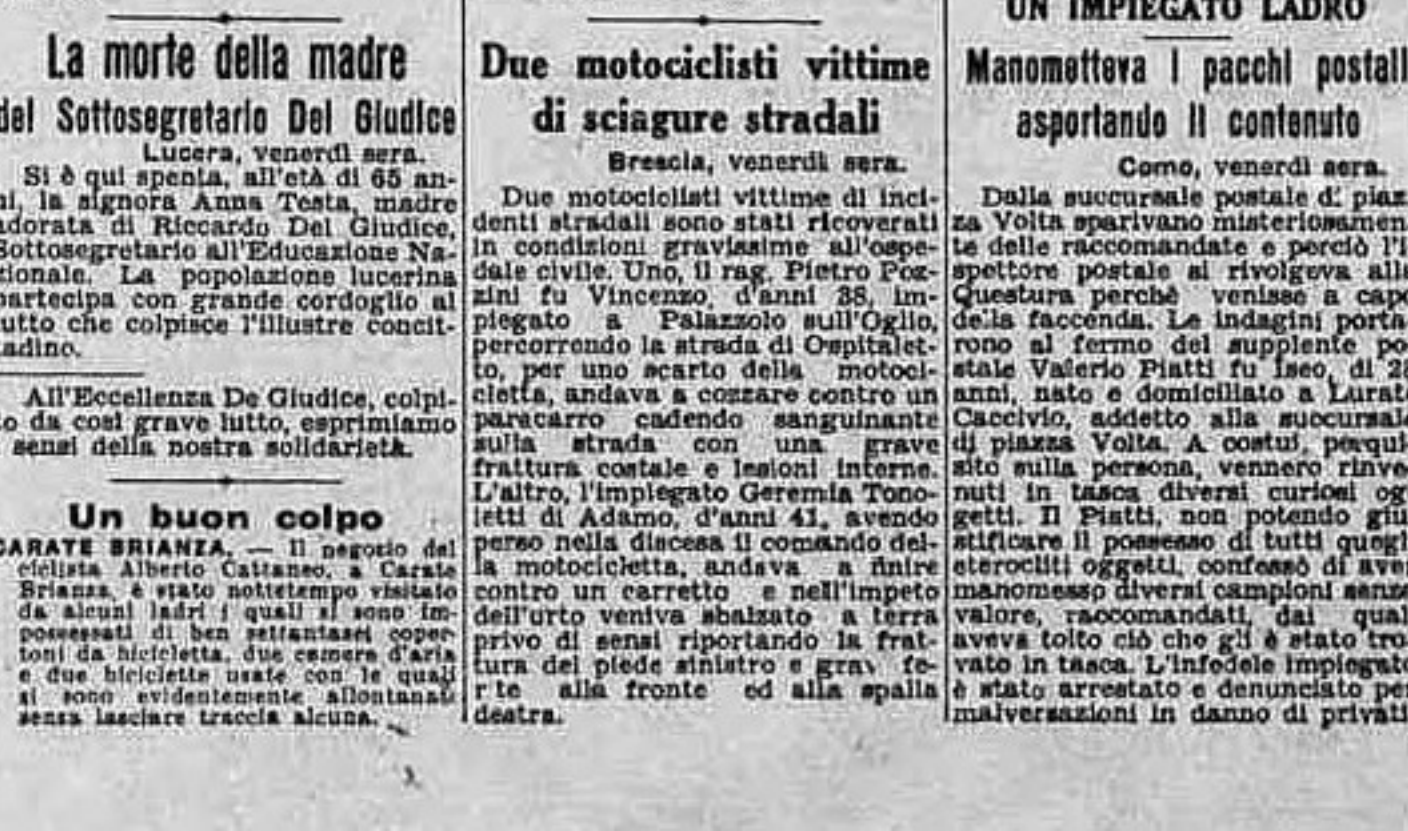 La morte della madre
del Sottosegretario Del Giudice
Lucera, venerdì sera.
Si è qui spenta, all'età di 65 an-
ni, la signora Anna Testa, madre
adorata di Riccardo Del Giudice,
Sottosegretario all'Educazione Na-
zionale. La popolazione lucerina
partecipa con grande cordoglio al
lutto che colpisce l'illustre concit-
tadino.
All'Eccellenza De Giudice, colpi-
to da così grave lutto, esprimiamo
i sensi della nostra solidarietà.
Un buon colpo
CARATE BRIANZA. — Il negozio del
ciclista Alberto Cattaneo, a Carate
Brianza, è stato nottetempo visitato
da alcuni ladri i quali si sono im-
possessati di ben settantasei coper-
toni da bicicletta, due camere d'aria
e due biciclette usate con le quali
si sono evidentemente allontanati
senza lasciare traccia alcuna.
Due motociclisti vittime
di sciagure stradali
Brescia, venerdì sera.
Due motociclisti vittime di inci-
denti stradali sono stati ricoverati
in condizioni gravissime all'ospe-
dale civile. Uno, il rag. Pietro Poz-
zini fu Vincenzo, d'anni 38, im-
piegato a Palazzolo sull'Oglio,
percorrendo la strada di Ospitalet-
to, per uno scarto della motoci-
cletta, andava a cozzare contro un
paracarro cadendo sanguinante
sulla strada con una grave
frattura costale e lesioni interne.
L'altro, l'impiegato Geremia Tono-
letti di Adamo, d'anni 41, avendo
perso nella discesa il comando del-
la motocicletta, andava a finire
contro un carretto e nell'impeto
dell'urto veniva sbalzato a terra
privo di sensi riportando la frat-
tura del piede sinistro e grav fe-
r te alla fronte ed alla spalla
destra.
UN IMPIEGATO LADRO
Manometteva i pacchi postali
asportando il contenuto
Como, venerdì sera.
Dalla succursale postale di piaz-
za Volta sparivano misteriosamen-
te delle raccomandate e perciò l'i-
spettore postale si rivolgeva alla
Questura perchè venisse a capo
della faccenda. Le indagini porta-
rono al fermo del supplente po-
stale Valerio Piatti fu Iseo, di 28
anni, nato e domiciliato a Lurate
Caccivio, addetto alla succursale
di piazza Volta. A costui, perqui-
sito sulla persona, vennero rinve-
nuti in tasca diversi curiosi og-
getti. Il Piatti, non potendo giu-
stificare il possesso di tutti quegli
eterocliti oggetti, confessò di aver
manomesso diversi campioni senza
valore, raccomandati, dai quali
aveva tolto ciò che gli è stato tro-
vato in tasca. L'infedele impiegato
è stato arrestato e denunciato per
malversazioni in danno di privati